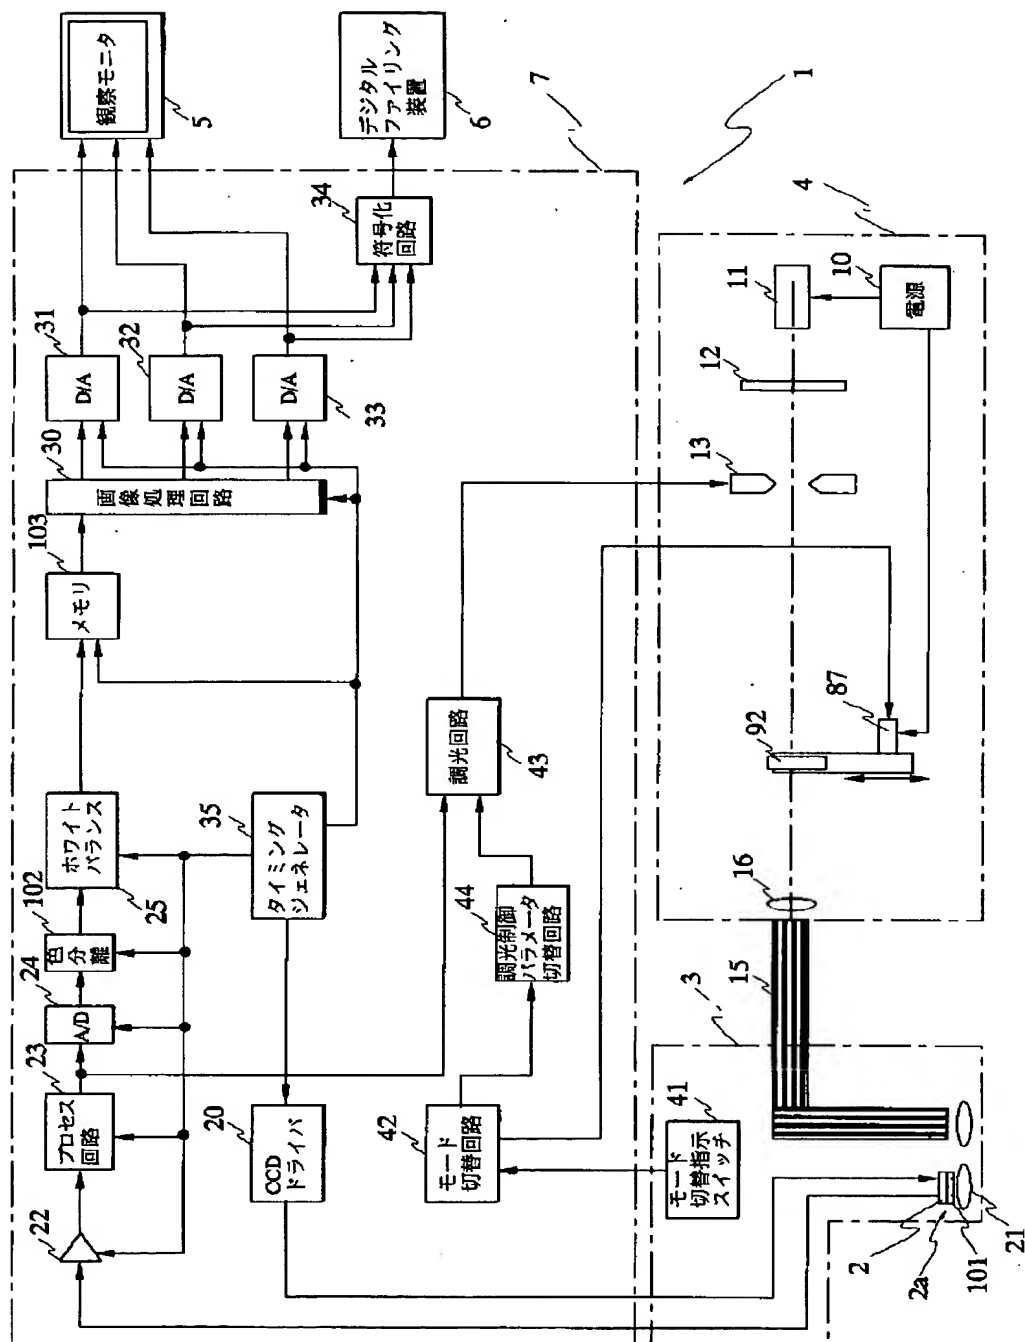 観察モニタ
5
デジタル
ファイリング
装置
6
7
1
34
符号化
回路
31
D/A
32
D/A
D/A
33
30
画像処理回路
103
メモリ
ホワイト
バランス
25
102
色分離
24
A/D
23
プロセス
回路
22
35
タイミング
ジェネレータ
20
CCD
ドライバ
調光回路
43
44
調光制御
パラメータ
切替回路
42
モード
切替回路
41
モード
切替指示
スイッチ
4
11
10
電源
12
13
87
92
16
15
3
2
2a
101
21